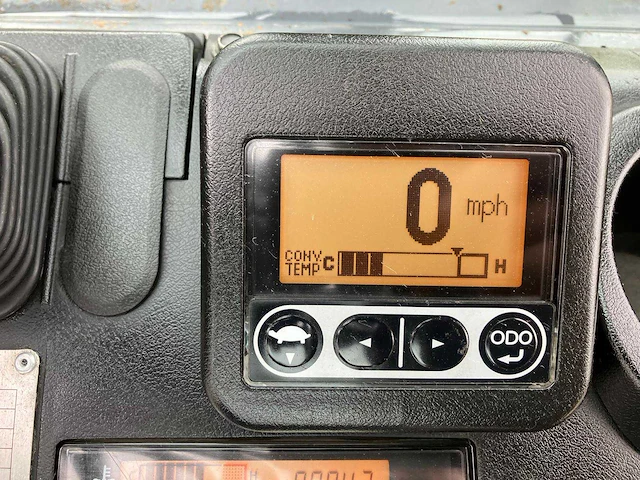 0 mph
CONV.
TEMP C H
ODO
H